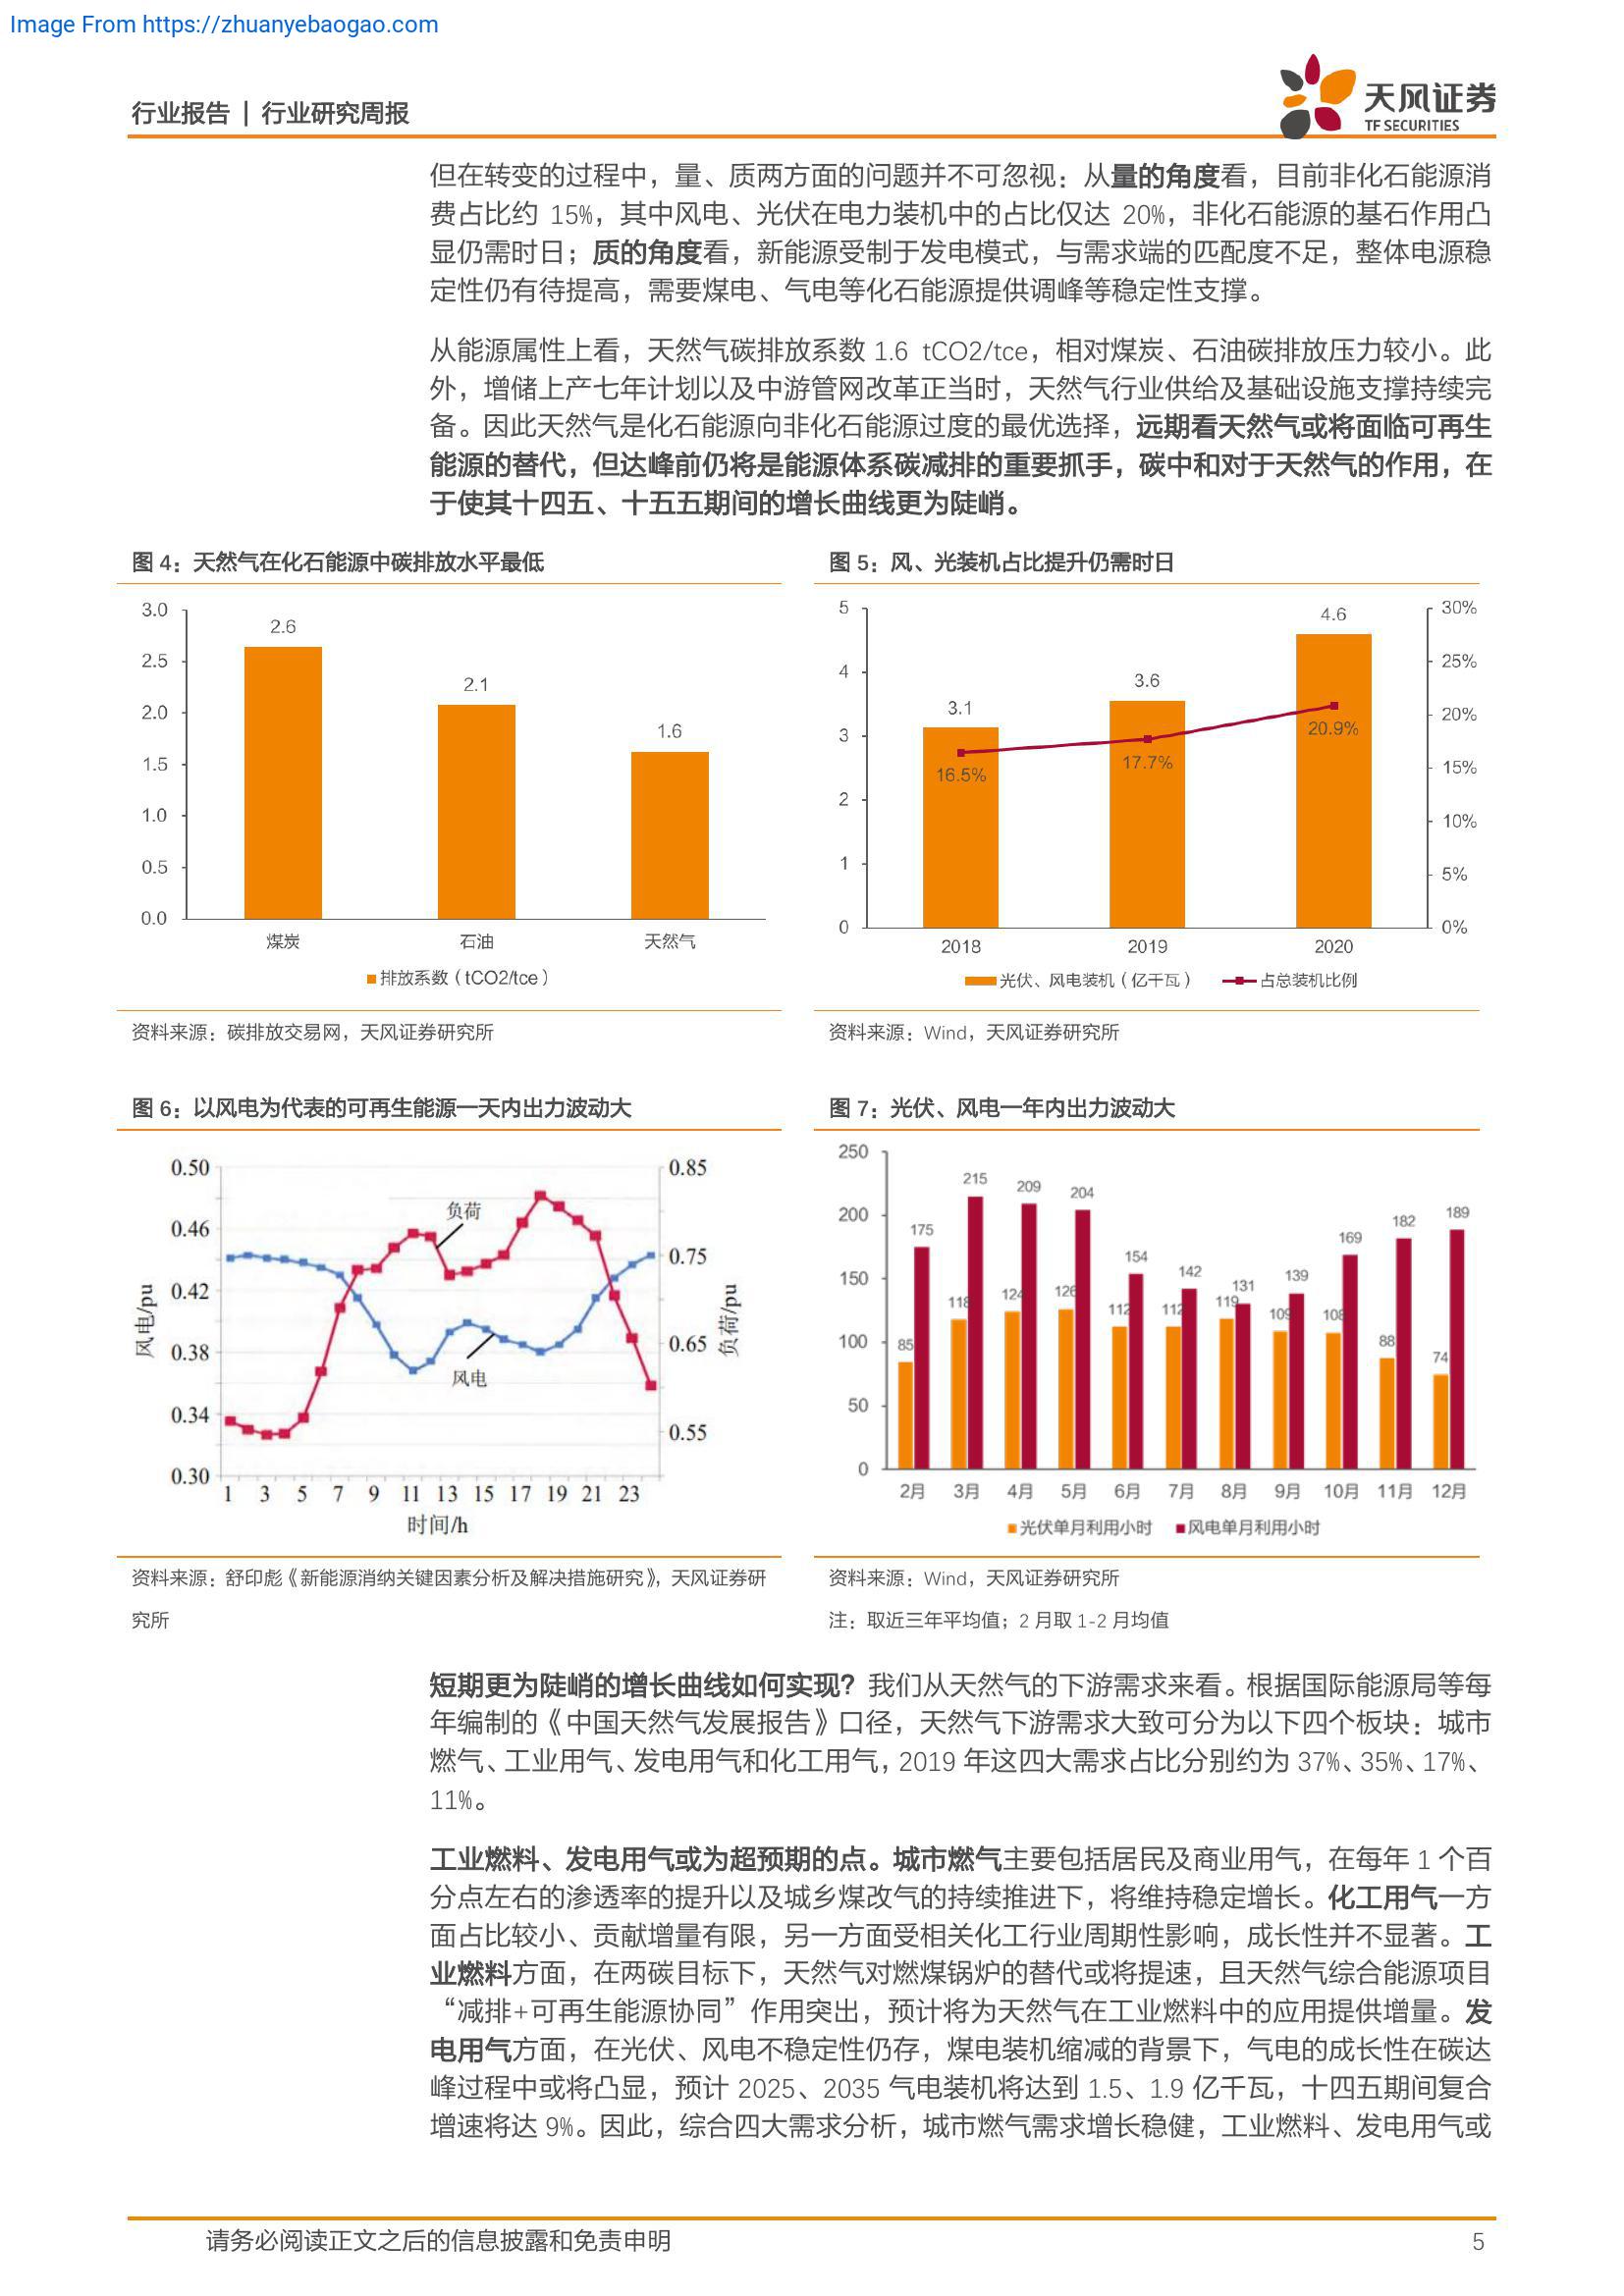 Image From https://zhuanyebaogao.com
行业报告 | 行业研究周报
天风证券
TF SECURITIES
但在转变的过程中，量、质两方面的问题并不可忽视：从量的角度看，目前非化石能源消
费占比约 15%，其中风电、光伏在电力装机中的占比仅达 20%，非化石能源的基石作用凸
显仍需时日；质的角度看，新能源受制于发电模式，与需求端的匹配度不足，整体电源稳
定性仍有待提高，需要煤电、气电等化石能源提供调峰等稳定性支撑。
从能源属性上看，天然气碳排放系数 1.6 tCO2/tce，相对煤炭、石油碳排放压力较小。此
外，增储上产七年计划以及中游管网改革正当时，天然气行业供给及基础设施支撑持续完
备。因此天然气是化石能源向非化石能源过度的最优选择，远期看天然气或将面临可再生
能源的替代，但达峰前仍将是能源体系碳减排的重要抓手，碳中和对于天然气的作用，在
于使其十四五、十五五期间的增长曲线更为陡峭。
图 4：天然气在化石能源中碳排放水平最低
3.0
2.5
2.0
1.5
1.0
0.5
0.0
2.6
2.1
1.6
煤炭 石油 天然气
排放系数（tCO2/tce）
资料来源：碳排放交易网，天风证券研究所
图 5：风、光装机占比提升仍需时日
5
4
3
2
1
0
3.1
3.6
4.6
16.5%
17.7%
20.9%
30%
25%
20%
15%
10%
5%
0%
2018 2019 2020
光伏、风电装机（亿千瓦） 占总装机比例
资料来源：Wind，天风证券研究所
图 6：以风电为代表的可再生能源一天内出力波动大
0.50
0.46
0.42
0.38
0.34
0.30
风电/pu
负荷
风电
0.85
0.75
0.65
0.55
负荷/pu
1 3 5 7 9 11 13 15 17 19 21 23
时间/h
资料来源：舒印彪《新能源消纳关键因素分析及解决措施研究》，天风证券研
究所
图 7：光伏、风电一年内出力波动大
250
200
150
100
50
0
85 118 124 126 112 112 119 109 108 88 74
175 215 209 204 154 142 131 139 169 182 189
2月 3月 4月 5月 6月 7月 8月 9月 10月 11月 12月
光伏单月利用小时 风电单月利用小时
资料来源：Wind，天风证券研究所
注：取近三年平均值；2 月取 1-2 月均值
短期更为陡峭的增长曲线如何实现？我们从天然气的下游需求来看。根据国际能源局等每
年编制的《中国天然气发展报告》口径，天然气下游需求大致可分为以下四个板块：城市
燃气、工业用气、发电用气和化工用气，2019 年这四大需求占比分别约为 37%、35%、17%、
11%。
工业燃料、发电用气或为超预期的点。城市燃气主要包括居民及商业用气，在每年 1 个百
分点左右的渗透率的提升以及城乡煤改气的持续推进下，将维持稳定增长。化工用气一方
面占比较小、贡献增量有限，另一方面受相关化工行业周期性影响，成长性并不显著。工
业燃料方面，在两碳目标下，天然气对燃煤锅炉的替代或将提速，且天然气综合能源项目
“减排+可再生能源协同”作用突出，预计将为天然气在工业燃料中的应用提供增量。发
电用气方面，在光伏、风电不稳定性仍存，煤电装机缩减的背景下，气电的成长性在碳达
峰过程中或将凸显，预计 2025、2035 气电装机将达到 1.5、1.9 亿千瓦，十四五期间复合
增速将达 9%。因此，综合四大需求分析，城市燃气需求增长稳健，工业燃料、发电用气或
请务必阅读正文之后的信息披露和免责申明
5